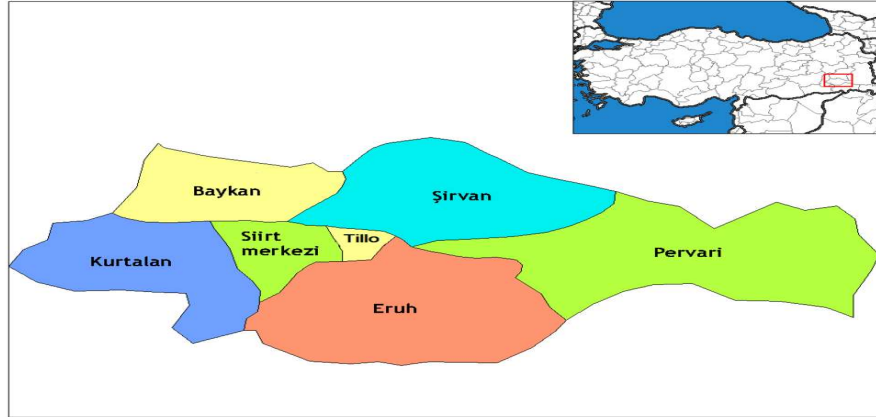 Baykan
Şirvan
Siirt
merkezi
Tillo
Kurtalan
Pervari
Eruh